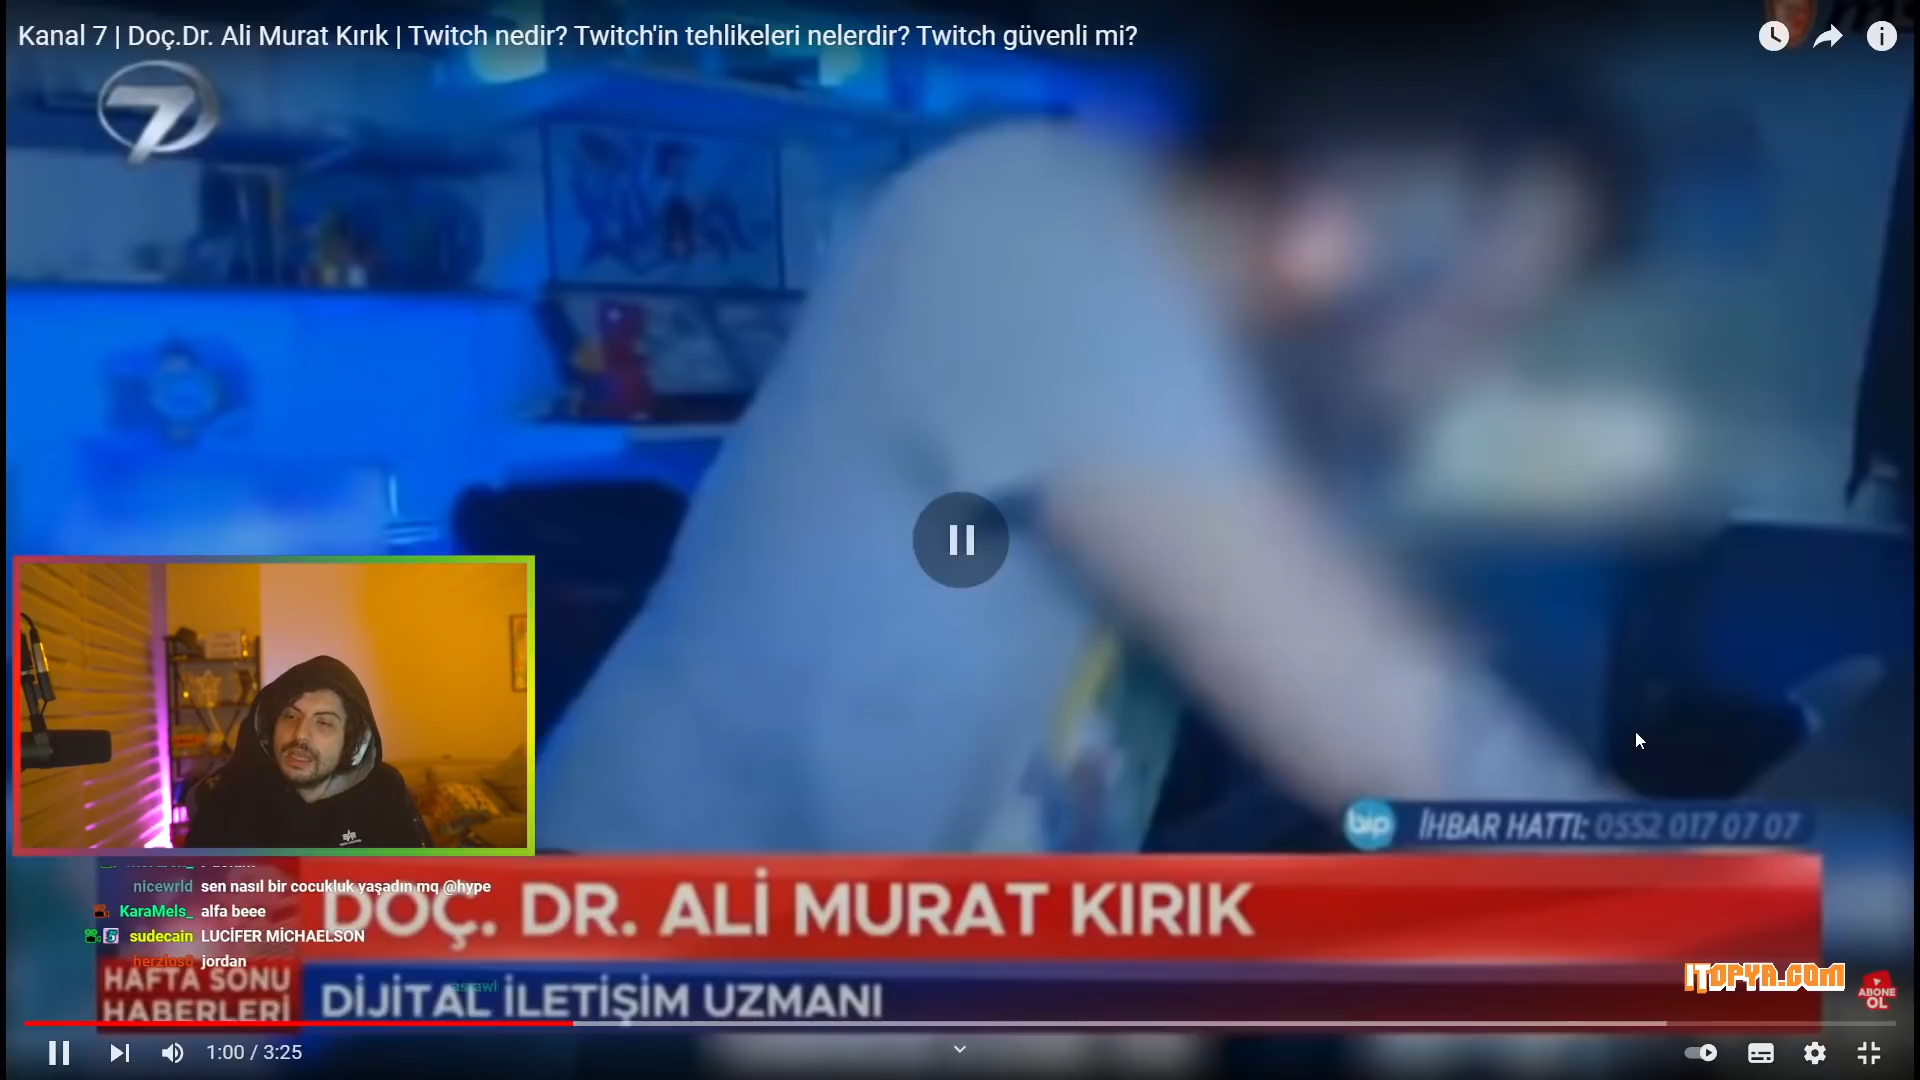 Kanal 7 | Doç.Dr. Ali Murat Kırık | Twitch nedir? Twitch'in tehlikeleri nelerdir? Twitch güvenli mi?
7
bip İHBAR HATTI: 0552 017 07 07
nicewrld sen nasıl bir cocukluk yaşadın mq @hype
KaraMels_ alfa beee
sudecain LUCİFER MİCHAELSON
jordan
DOÇ. DR. ALİ MURAT KIRIK
HAFTA SONU
HABERLERİ
DİJİTAL İLETİŞİM UZMANI
ITOPYA.COM
ABONE
OL
1:00 / 3:25